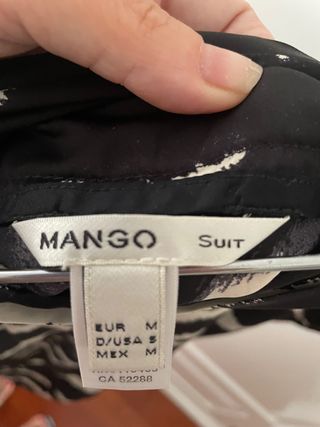 MANGO SUIT
EUR M
D/USA S
MEX M
CA 52288